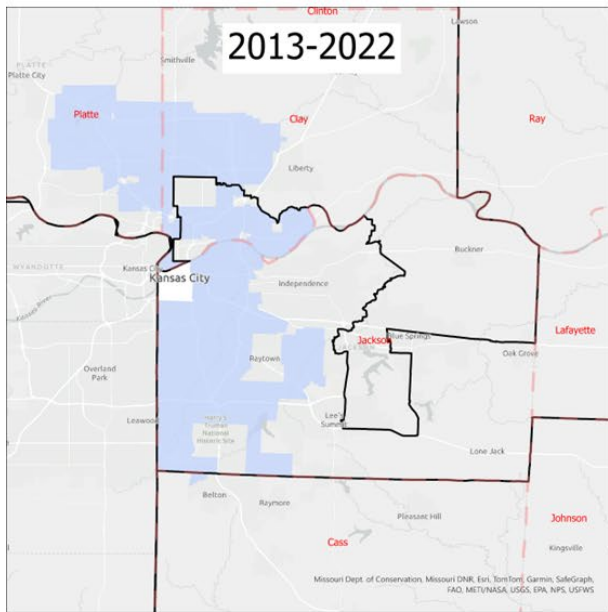 Clinton
2013-2022
Lawson
Smithville
PLATTE
Platte City
Platte
Clay
Ray
Liberty
WYANDOTTE
Kansas City
Kansas City
Buckner
Independence
Kansas River
Jackson
Blue Springs
JACKSON
Lafayette
Oak Grove
Raytown
Overland
Park
Leawood
Harry S
Truman
National
Historic Site
Lee's
Summit
Lone Jack
Belton
Raymore
Pleasant Hill
Johnson
Cass
Kingsville
Missouri Dept. of Conservation, Missouri DNR, Esri, TomTom, Garmin, SafeGraph,
FAO, METI/NASA, USGS, EPA, NPS, USFWS